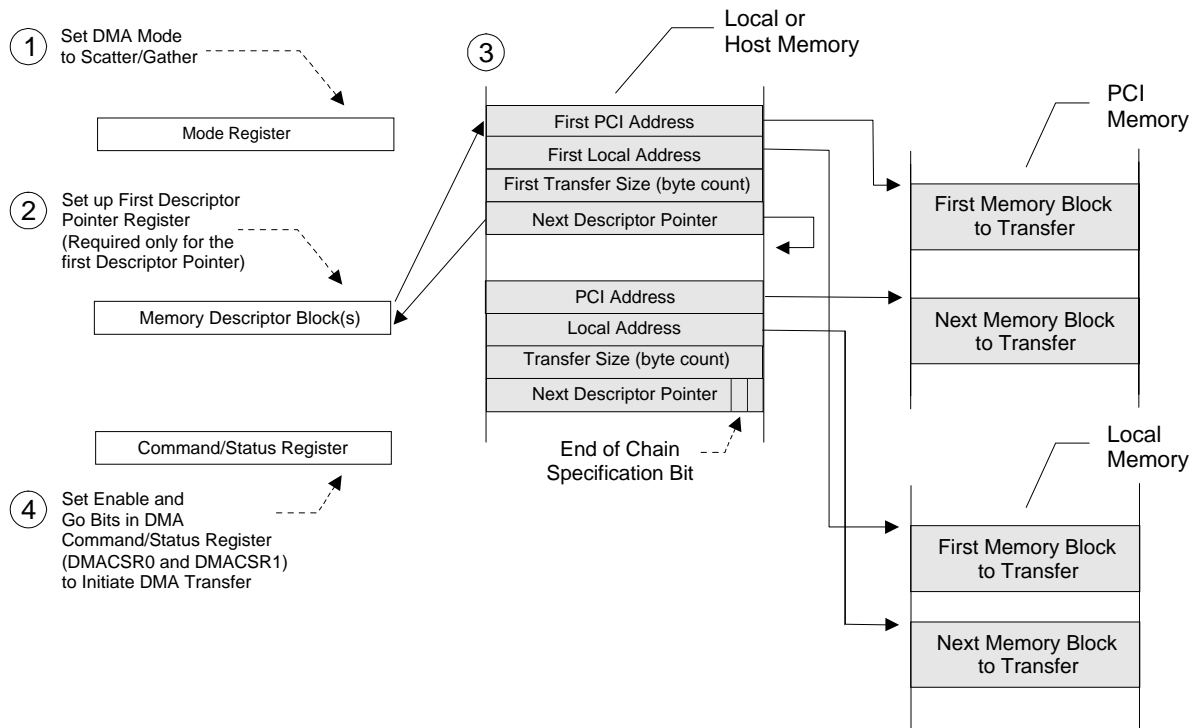 1
Set DMA Mode
to Scatter/Gather
Mode Register
2
Set up First Descriptor
Pointer Register
(Required only for the
first Descriptor Pointer)
Memory Descriptor Block(s)
Command/Status Register
4
Set Enable and
Go Bits in DMA
Command/Status Register
(DMACSR0 and DMACSR1)
to Initiate DMA Transfer
3
Local or
Host Memory
First PCI Address
First Local Address
First Transfer Size (byte count)
Next Descriptor Pointer
PCI Address
Local Address
Transfer Size (byte count)
Next Descriptor Pointer
End of Chain
Specification Bit
PCI
Memory
First Memory Block
to Transfer
Next Memory Block
to Transfer
Local
Memory
First Memory Block
to Transfer
Next Memory Block
to Transfer